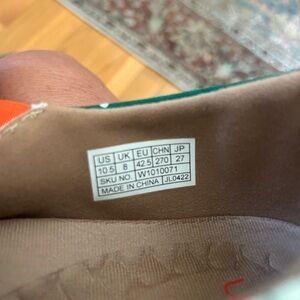 US UK EU CHN JP
10.5 8 42.5 270 27
SKU NO. W1010071
MADE IN CHINA JL0422